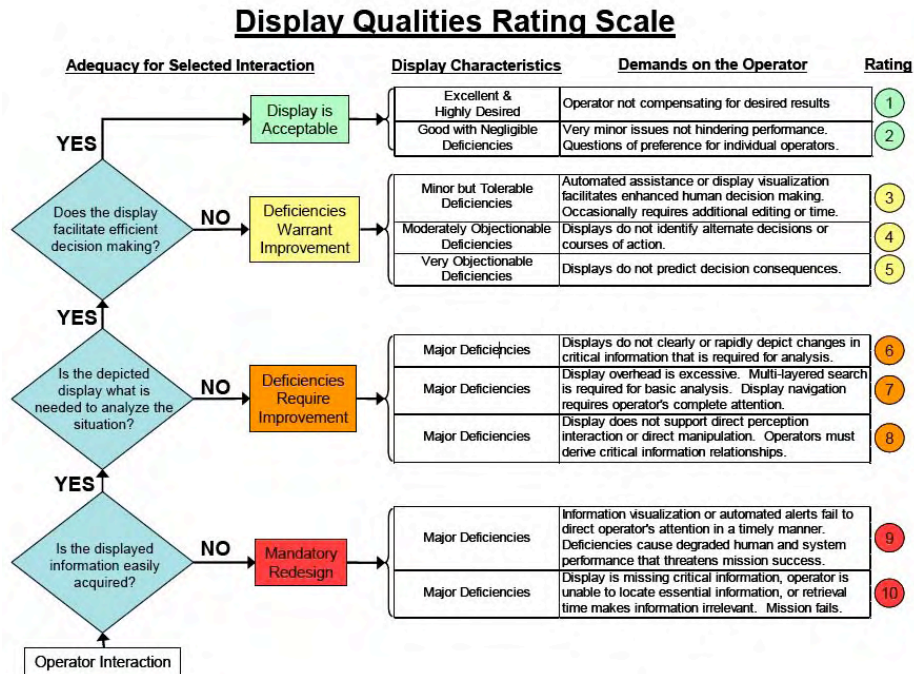 Display Qualities Rating Scale
Adequacy for Selected Interaction
Display Characteristics
Demands on the Operator
Rating
YES
Display is
Acceptable
Excellent &
Highly Desired
Operator not compensating for desired results
1
Good with Negligible
Deficiencies
Very minor issues not hindering performance.
Questions of preference for individual operators.
2
Does the display
facilitate efficient
decision making?
NO
Deficiencies
Warrant
Improvement
Minor but Tolerable
Deficiencies
Automated assistance or display visualization
facilitates enhanced human decision making.
Occasionally requires additional editing or time.
3
Moderately Objectionable
Deficiencies
Displays do not identify alternate decisions or
courses of action.
4
Very Objectionable
Deficiencies
Displays do not predict decision consequences.
5
YES
Is the depicted
display what is
needed to analyze the
situation?
NO
Deficiencies
Require
Improvement
Major Deficiencies
Displays do not clearly or rapidly depict changes in
critical information that is required for analysis.
6
Major Deficiencies
Display overhead is excessive. Multi-layered search
is required for basic analysis. Display navigation
requires operator's complete attention.
7
Major Deficiencies
Display does not support direct perception
interaction or direct manipulation. Operators must
derive critical information relationships.
8
YES
Is the displayed
information easily
acquired?
NO
Mandatory
Redesign
Major Deficiencies
Information visualization or automated alerts fail to
direct operator's attention in a timely manner.
Deficiencies cause degraded human and system
performance that threatens mission success.
9
Major Deficiencies
Display is missing critical information, operator is
unable to locate essential information, or retrieval
time makes information irrelevant. Mission fails.
10
Operator Interaction